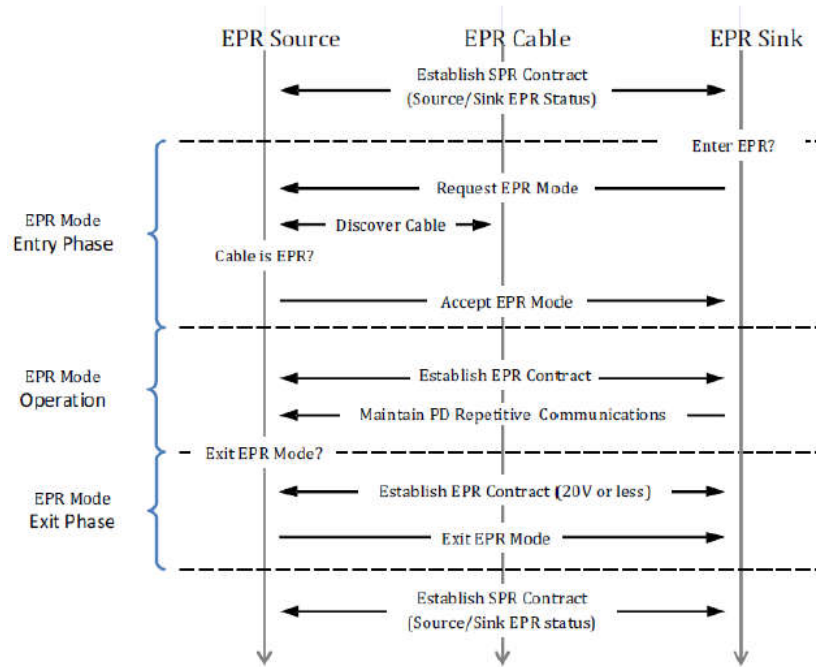 EPR Source
EPR Cable
EPR Sink
Establish SPR Contract
(Source/Sink EPR Status)
Enter EPR?
Request EPR Mode
EPR Mode
Entry Phase
Discover Cable
Cable is EPR?
Accept EPR Mode
EPR Mode
Operation
Establish EPR Contract
Maintain PD Repetitive Communications
Exit EPR Mode?
EPR Mode
Exit Phase
Establish EPR Contract (20V or less)
Exit EPR Mode
Establish SPR Contract
(Source/Sink EPR status)